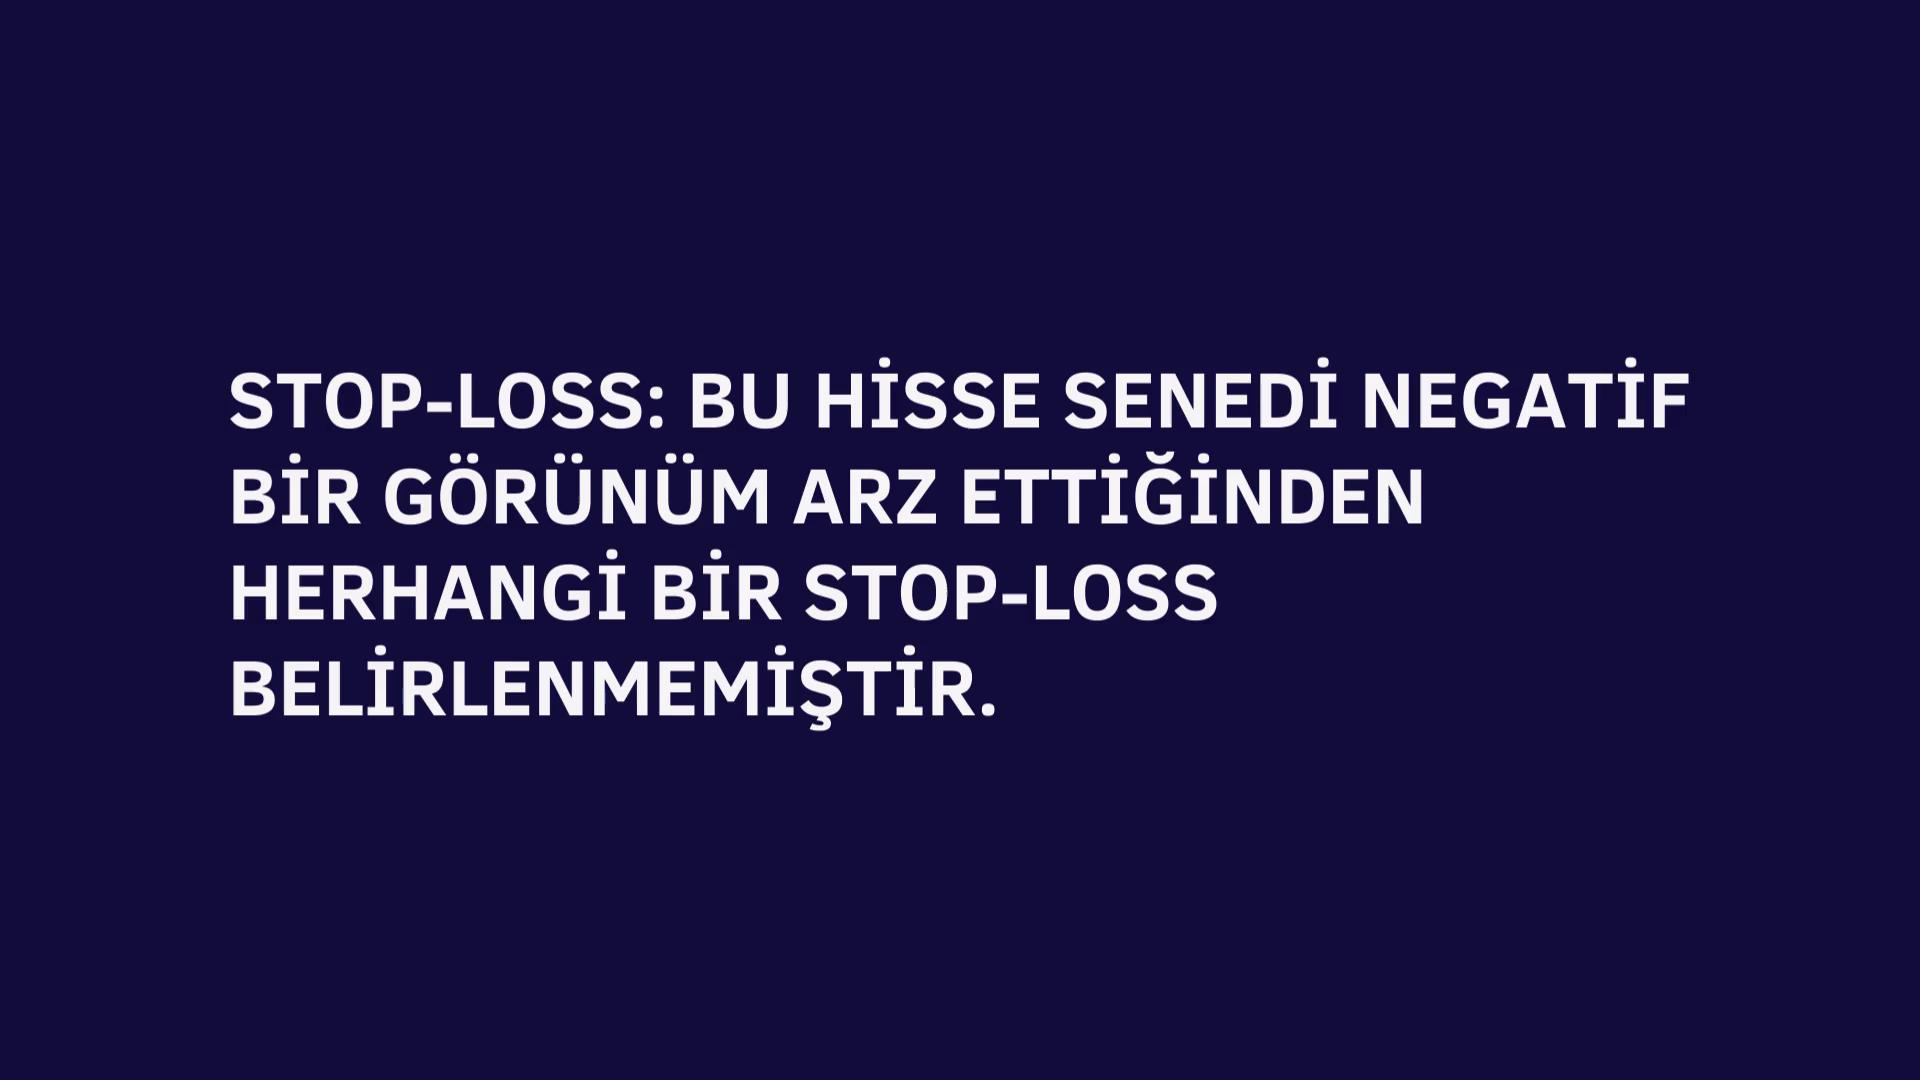 STOP-LOSS: BU HİSSE SENEDİ NEGATİF
BİR GÖRÜNÜM ARZ ETTİĞİNDEN
HERHANGİ BİR STOP-LOSS
BELİRLENMEMİŞTİR.